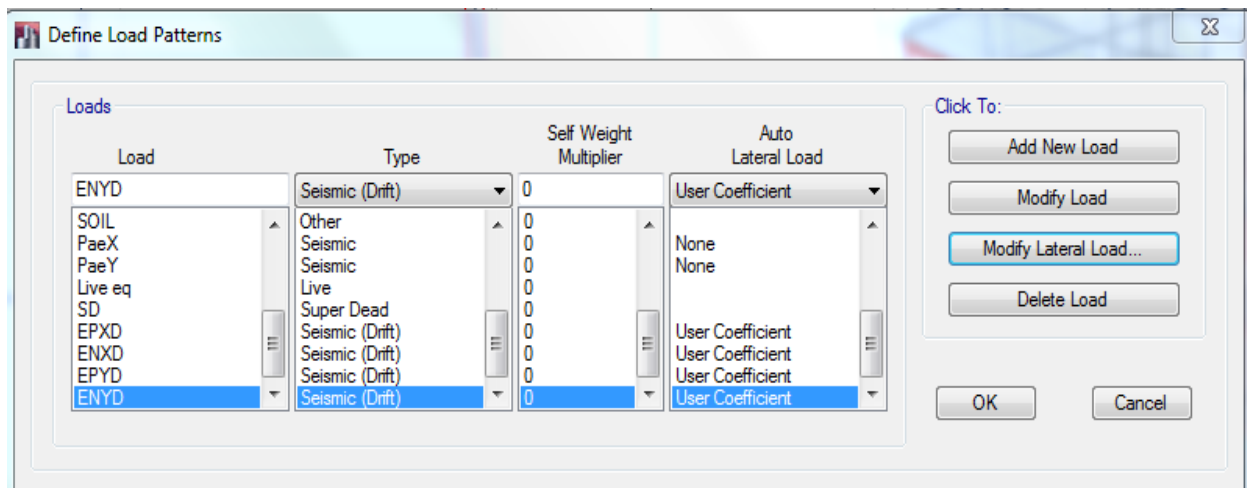 Define Load Patterns
Loads
Click To:
Load Type Self Weight Multiplier Auto Lateral Load
ENYD Seismic (Drift) 0 User Coefficient
SOIL Other 0
PaeX Seismic 0 None
PaeY Seismic 0 None
Live eq Live 0
SD Super Dead 0
EPXD Seismic (Drift) 0 User Coefficient
ENXD Seismic (Drift) 0 User Coefficient
EPYD Seismic (Drift) 0 User Coefficient
ENYD Seismic (Drift) 0 User Coefficient
Add New Load
Modify Load
Modify Lateral Load...
Delete Load
OK Cancel